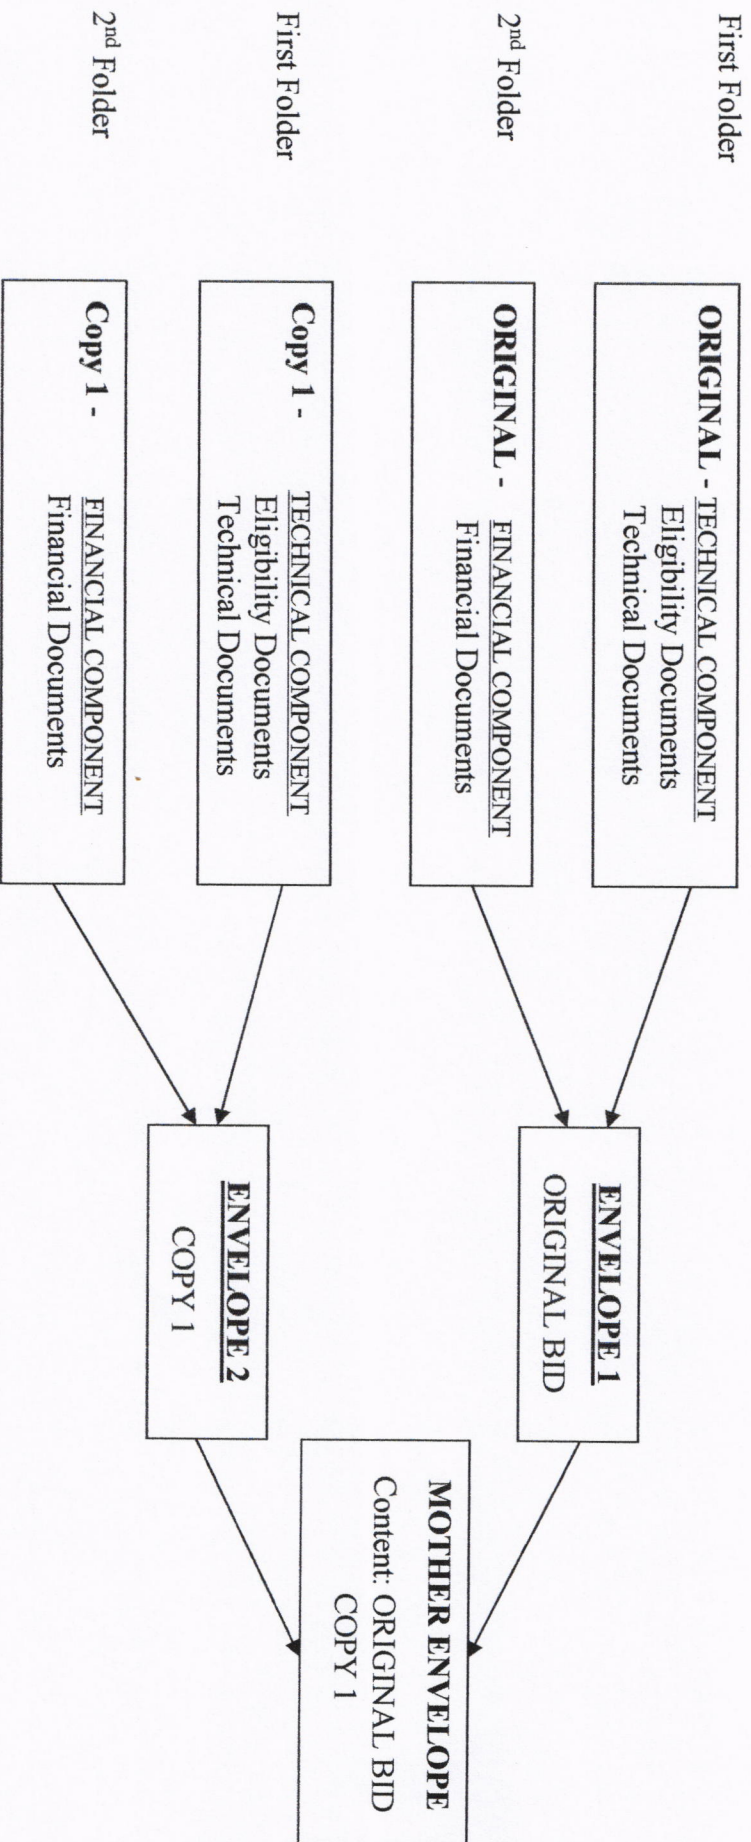 First Folder
ORIGINAL - TECHNICAL COMPONENT
Eligibility Documents
Technical Documents
2nd Folder
ORIGINAL - FINANCIAL COMPONENT
Financial Documents
ENVELOPE 1
ORIGINAL BID
First Folder
Copy 1 - TECHNICAL COMPONENT
Eligibility Documents
Technical Documents
2nd Folder
Copy 1 - FINANCIAL COMPONENT
Financial Documents
ENVELOPE 2
COPY 1
MOTHER ENVELOPE
Content: ORIGINAL BID
COPY 1